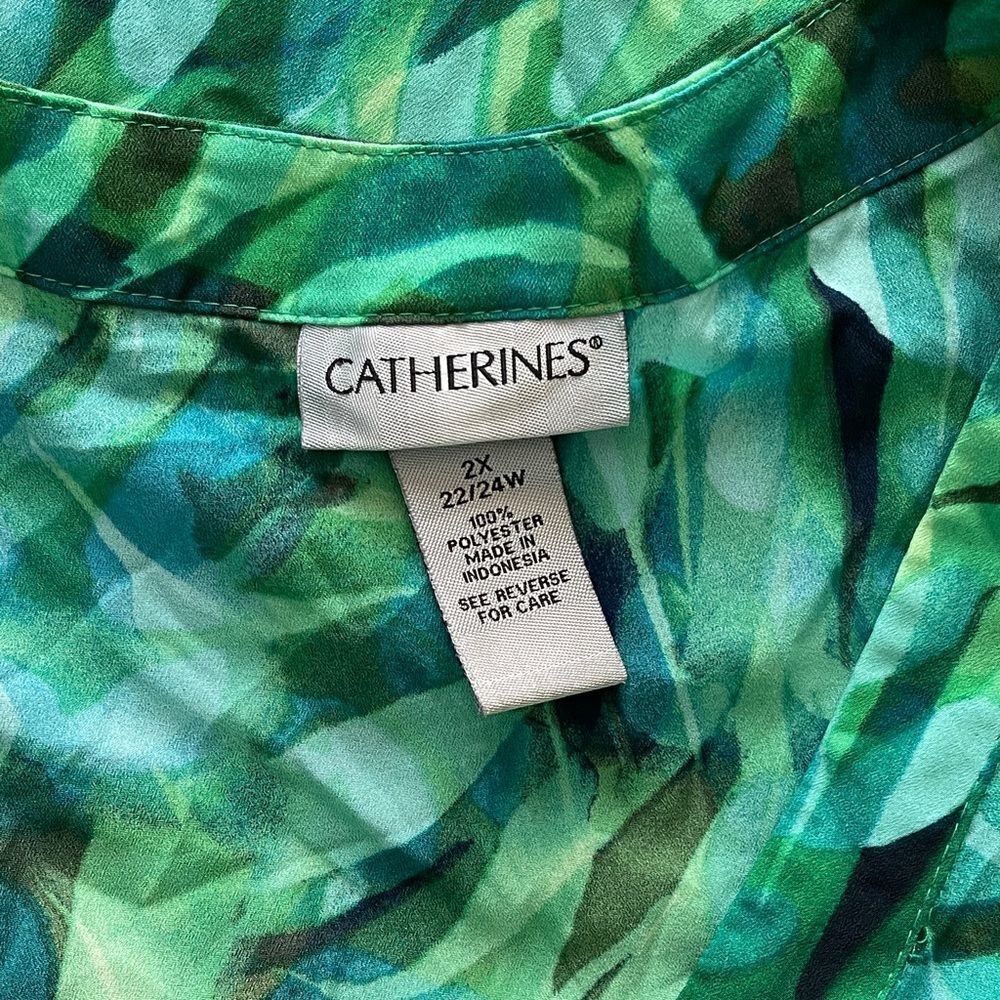 CATHERINES®
2X
22/24W
100%
POLYESTER
MADE IN
INDONESIA
SEE REVERSE
FOR CARE